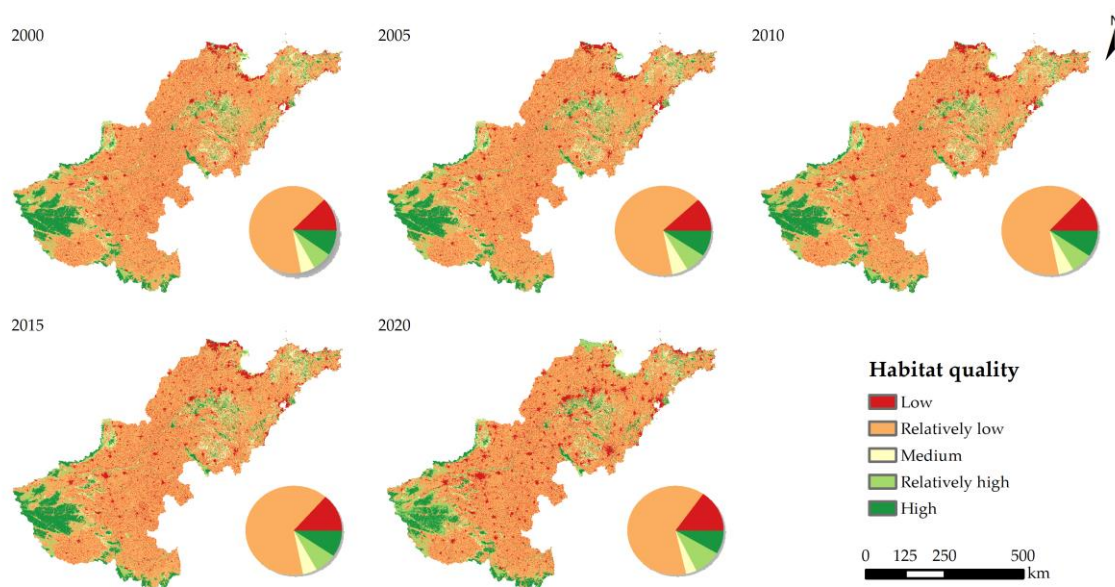 2000
2005
2010
N
2015
2020
Habitat quality
Low
Relatively low
Medium
Relatively high
High
0 125 250 500
km